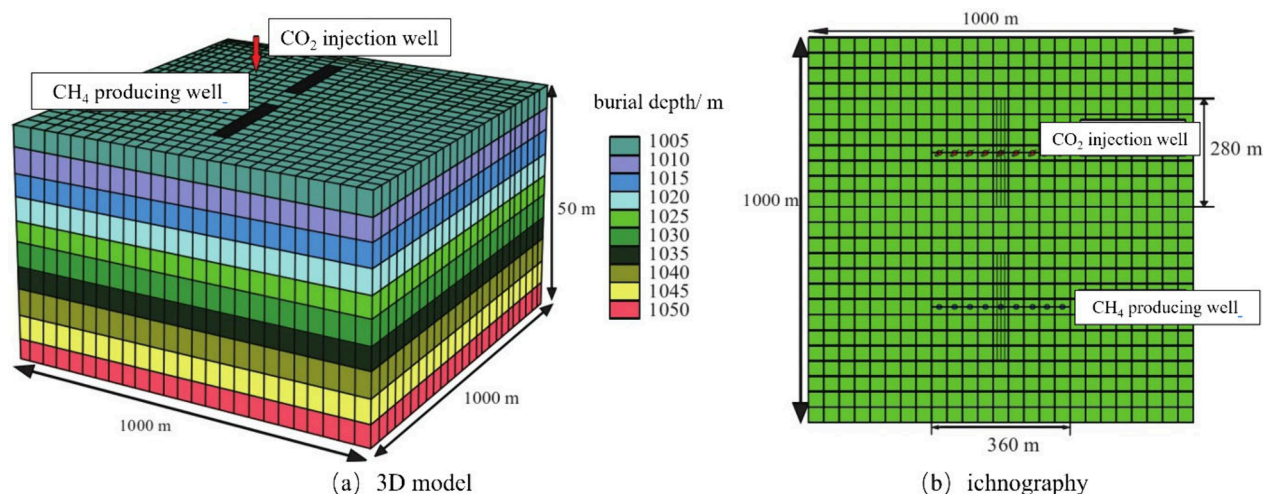 CO₂ injection well
CH₄ producing well
burial depth/ m
1005
1010
1015
1020
1025
1030
1035
1040
1045
1050
50 m
1000 m
1000 m
(a) 3D model
1000 m
1000 m
CO₂ injection well
280 m
CH₄ producing well
360 m
(b) ichnography